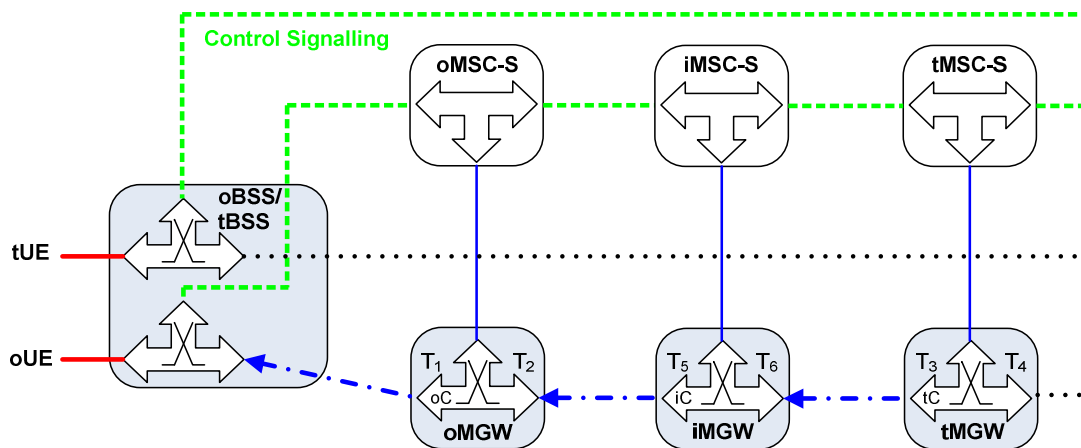 Control Signalling
oMSC-S
iMSC-S
tMSC-S
oBSS/
tBSS
tUE
oUE
T1
T2
T5
T6
T3
T4
oC
iC
tC
oMGW
iMGW
tMGW